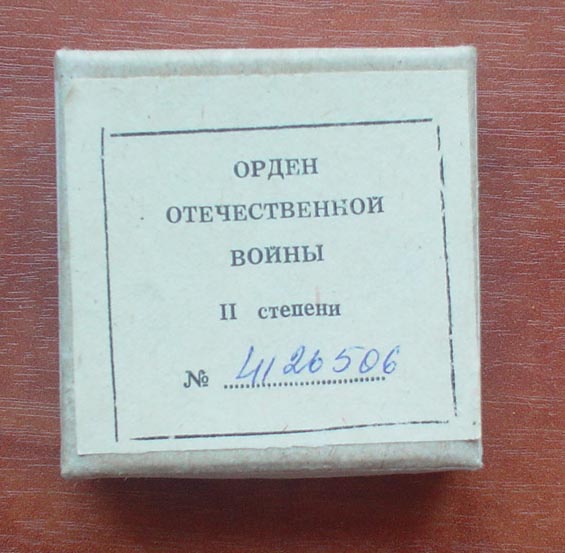 ОРДЕН
ОТЕЧЕСТВЕННОЙ
ВОЙНЫ
II степени
№ 4126506